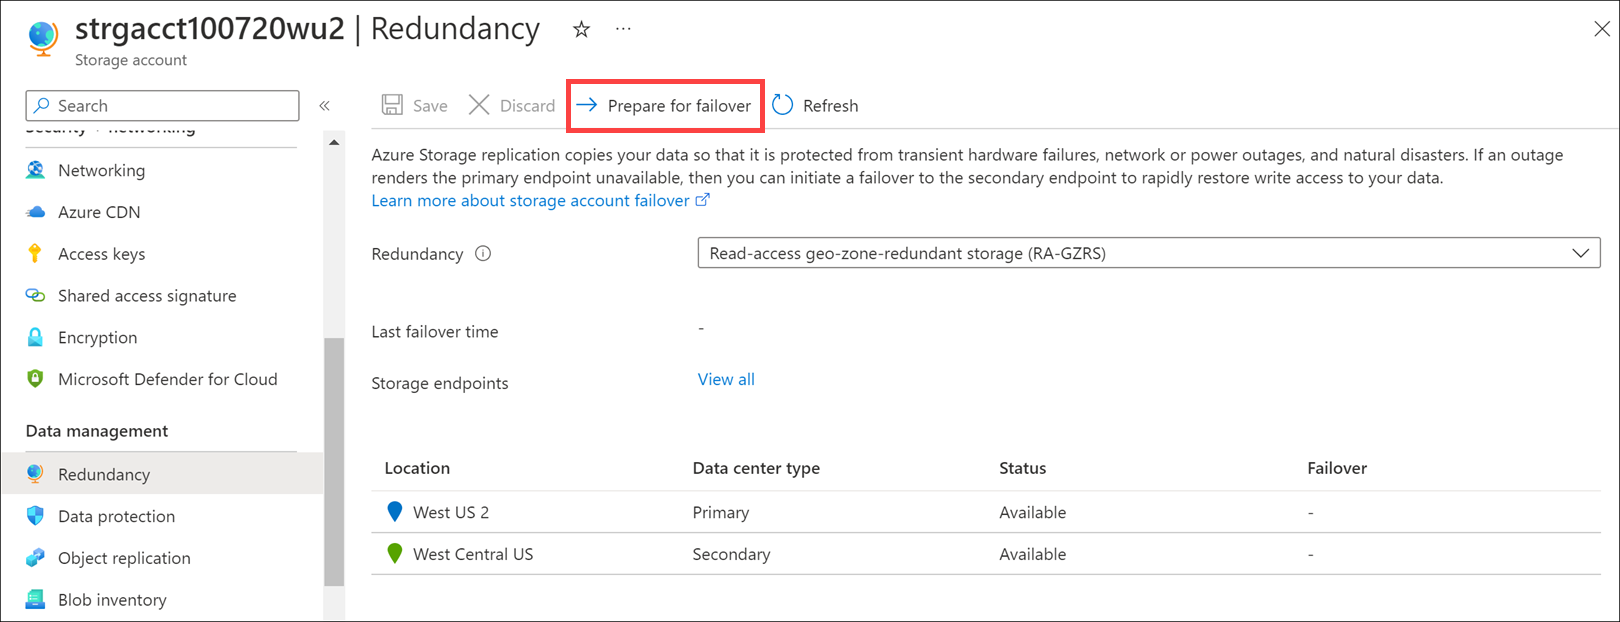 strgacct100720wu2 | Redundancy ☆ ...
Storage account
Search «
Security + networking
Networking
Azure CDN
Access keys
Shared access signature
Encryption
Microsoft Defender for Cloud
Data management
Redundancy
Data protection
Object replication
Blob inventory
Save Discard Prepare for failover Refresh
Azure Storage replication copies your data so that it is protected from transient hardware failures, network or power outages, and natural disasters. If an outage
renders the primary endpoint unavailable, then you can initiate a failover to the secondary endpoint to rapidly restore write access to your data.
Learn more about storage account failover
Redundancy Read-access geo-zone-redundant storage (RA-GZRS)
Last failover time -
Storage endpoints View all
Location Data center type Status Failover
West US 2 Primary Available -
West Central US Secondary Available -